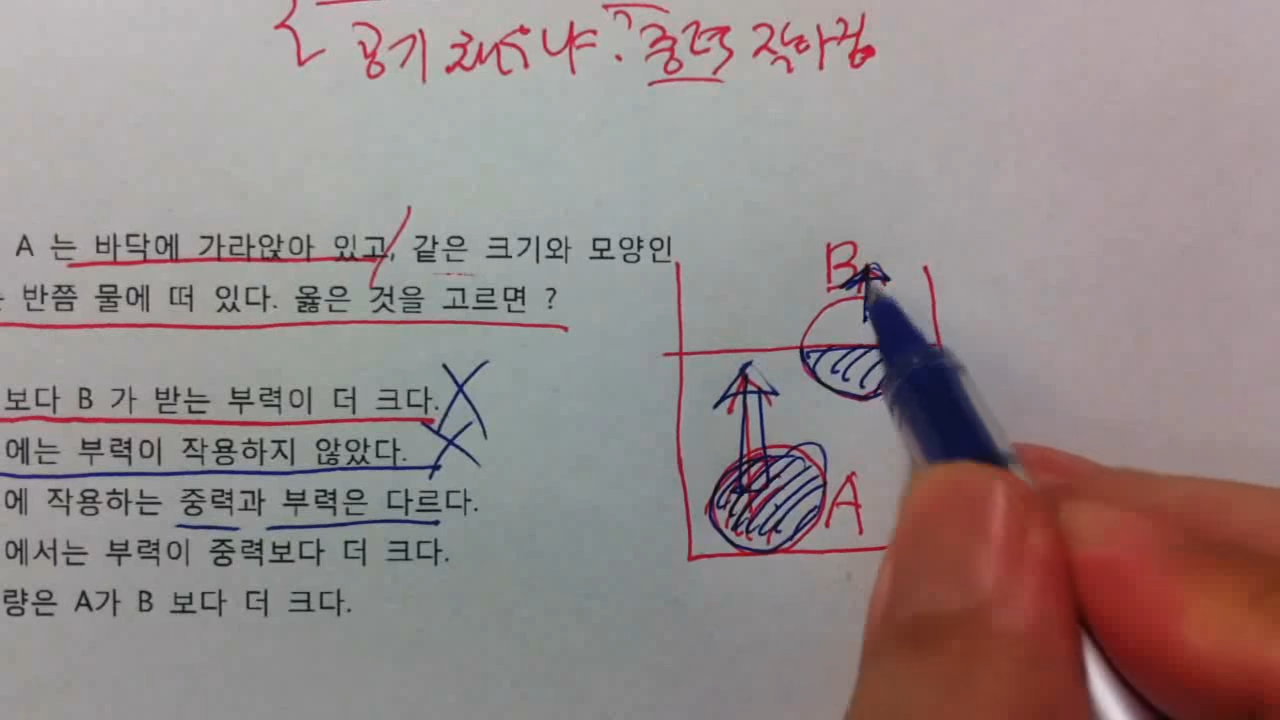 공기 채우나? 중력 작아짐
A 는 바닥에 가라앉아 있고, 같은 크기와 모양인
반쯤 물에 떠 있다. 옳은 것을 고르면 ?
보다 B 가 받는 부력이 더 크다.
에는 부력이 작용하지 않았다.
에 작용하는 중력과 부력은 다르다.
에서는 부력이 중력보다 더 크다.
량은 A가 B 보다 더 크다.
B
A